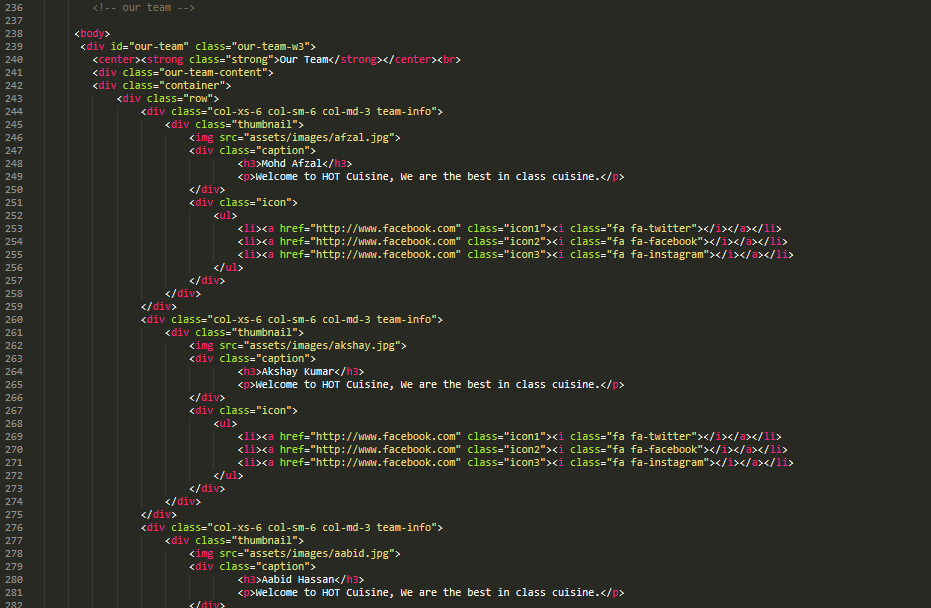 236 <!-- our team -->
237
238 <body>
239 <div id="our-team" class="our-team-w3">
240 <center><strong class="strong">Our Team</strong></center><br>
241 <div class="our-team-content">
242 <div class="container">
243 <div class="row">
244 <div class="col-xs-6 col-sm-6 col-md-3 team-info">
245 <div class="thumbnail">
246 <img src="assets/images/afzal.jpg">
247 <div class="caption">
248 <h3>Mohd Afzal</h3>
249 <p>Welcome to HOT Cuisine, We are the best in class cuisine.</p>
250 </div>
251 <div class="icon">
252 <ul>
253 <li><a href="http://www.facebook.com" class="icon1"><i class="fa fa-twitter"></i></a></li>
254 <li><a href="http://www.facebook.com" class="icon2"><i class="fa fa-facebook"></i></a></li>
255 <li><a href="http://www.facebook.com" class="icon3"><i class="fa fa-instagram"></i></a></li>
256 </ul>
257 </div>
258 </div>
259 </div>
260 <div class="col-xs-6 col-sm-6 col-md-3 team-info">
261 <div class="thumbnail">
262 <img src="assets/images/akshay.jpg">
263 <div class="caption">
264 <h3>Akshay Kumar</h3>
265 <p>Welcome to HOT Cuisine, We are the best in class cuisine.</p>
266 </div>
267 <div class="icon">
268 <ul>
269 <li><a href="http://www.facebook.com" class="icon1"><i class="fa fa-twitter"></i></a></li>
270 <li><a href="http://www.facebook.com" class="icon2"><i class="fa fa-facebook"></i></a></li>
271 <li><a href="http://www.facebook.com" class="icon3"><i class="fa fa-instagram"></i></a></li>
272 </ul>
273 </div>
274 </div>
275 </div>
276 <div class="col-xs-6 col-sm-6 col-md-3 team-info">
277 <div class="thumbnail">
278 <img src="assets/images/aabid.jpg">
279 <div class="caption">
280 <h3>Aabid Hassan</h3>
281 <p>Welcome to HOT Cuisine, We are the best in class cuisine.</p>
282 </div>